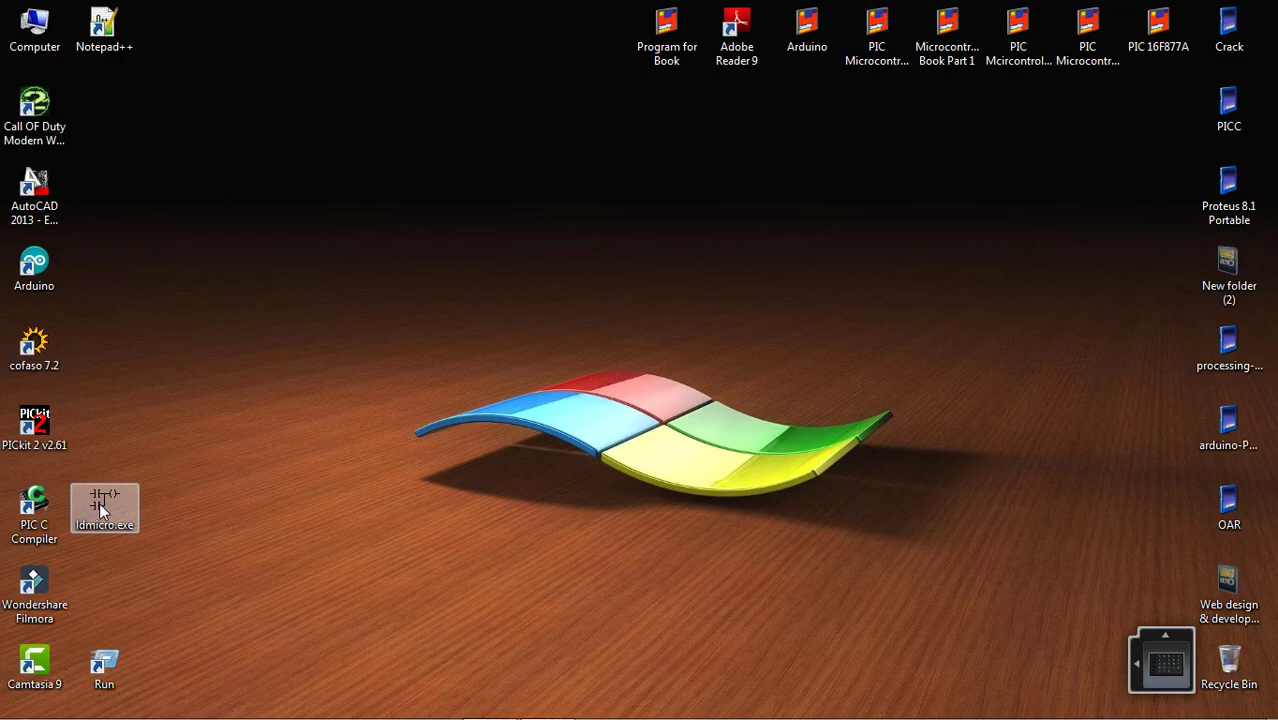 Computer
Notepad++
Program for
Book
Adobe
Reader 9
Arduino
PIC
Microcontr...
Microcontr...
Book Part 1
PIC
Mcircontrol...
PIC
Microcontr...
PIC 16F877A
Crack
Call OF Duty
Modern W...
PICC
AutoCAD
2013 - E...
Proteus 8.1
Portable
Arduino
New folder
(2)
cofaso 7.2
processing-...
PICkit
2
PICkit 2 v2.61
arduino-P...
PIC C
Compiler
ldmicro.exe
OAR
Wondershare
Filmora
Web design
& develop...
Camtasia 9
Run
Recycle Bin